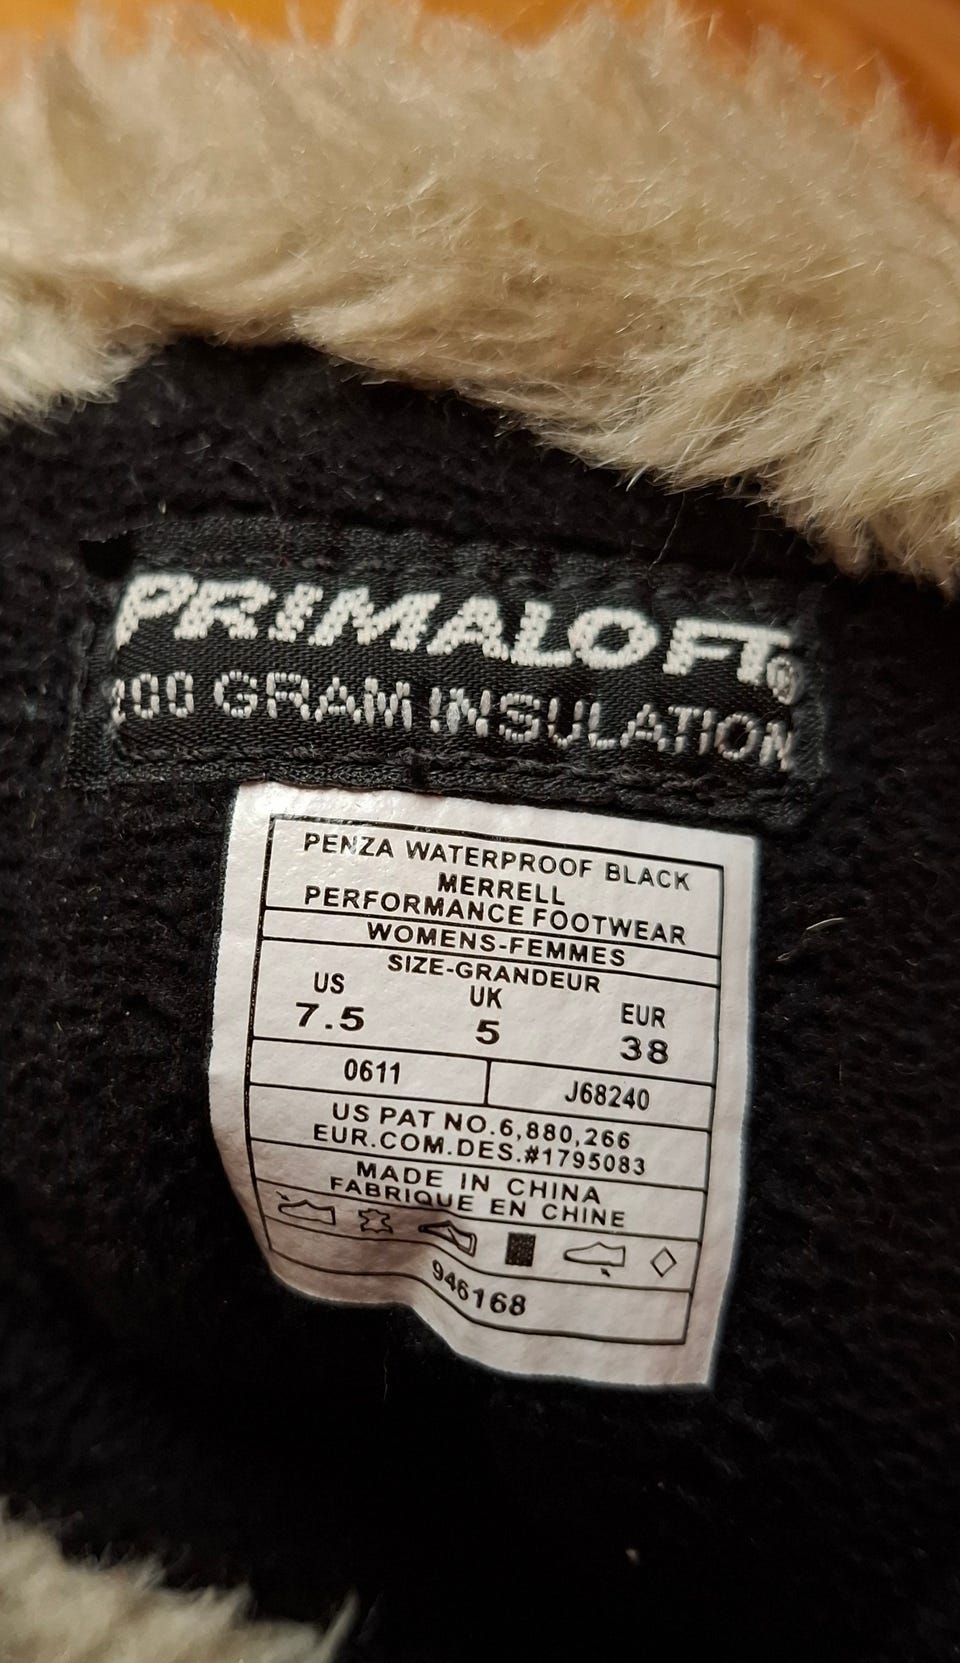 PRIMALOFT®
GRAM INSULATION
PENZA WATERPROOF BLACK
MERRELL
PERFORMANCE FOOTWEAR
WOMENS-FEMMES
SIZE-GRANDEUR
US UK EUR
7.5 5 38
0611 J68240
US PAT NO.6,880,266
EUR.COM.DES.#1795083
MADE IN CHINA
FABRIQUE EN CHINE
946168